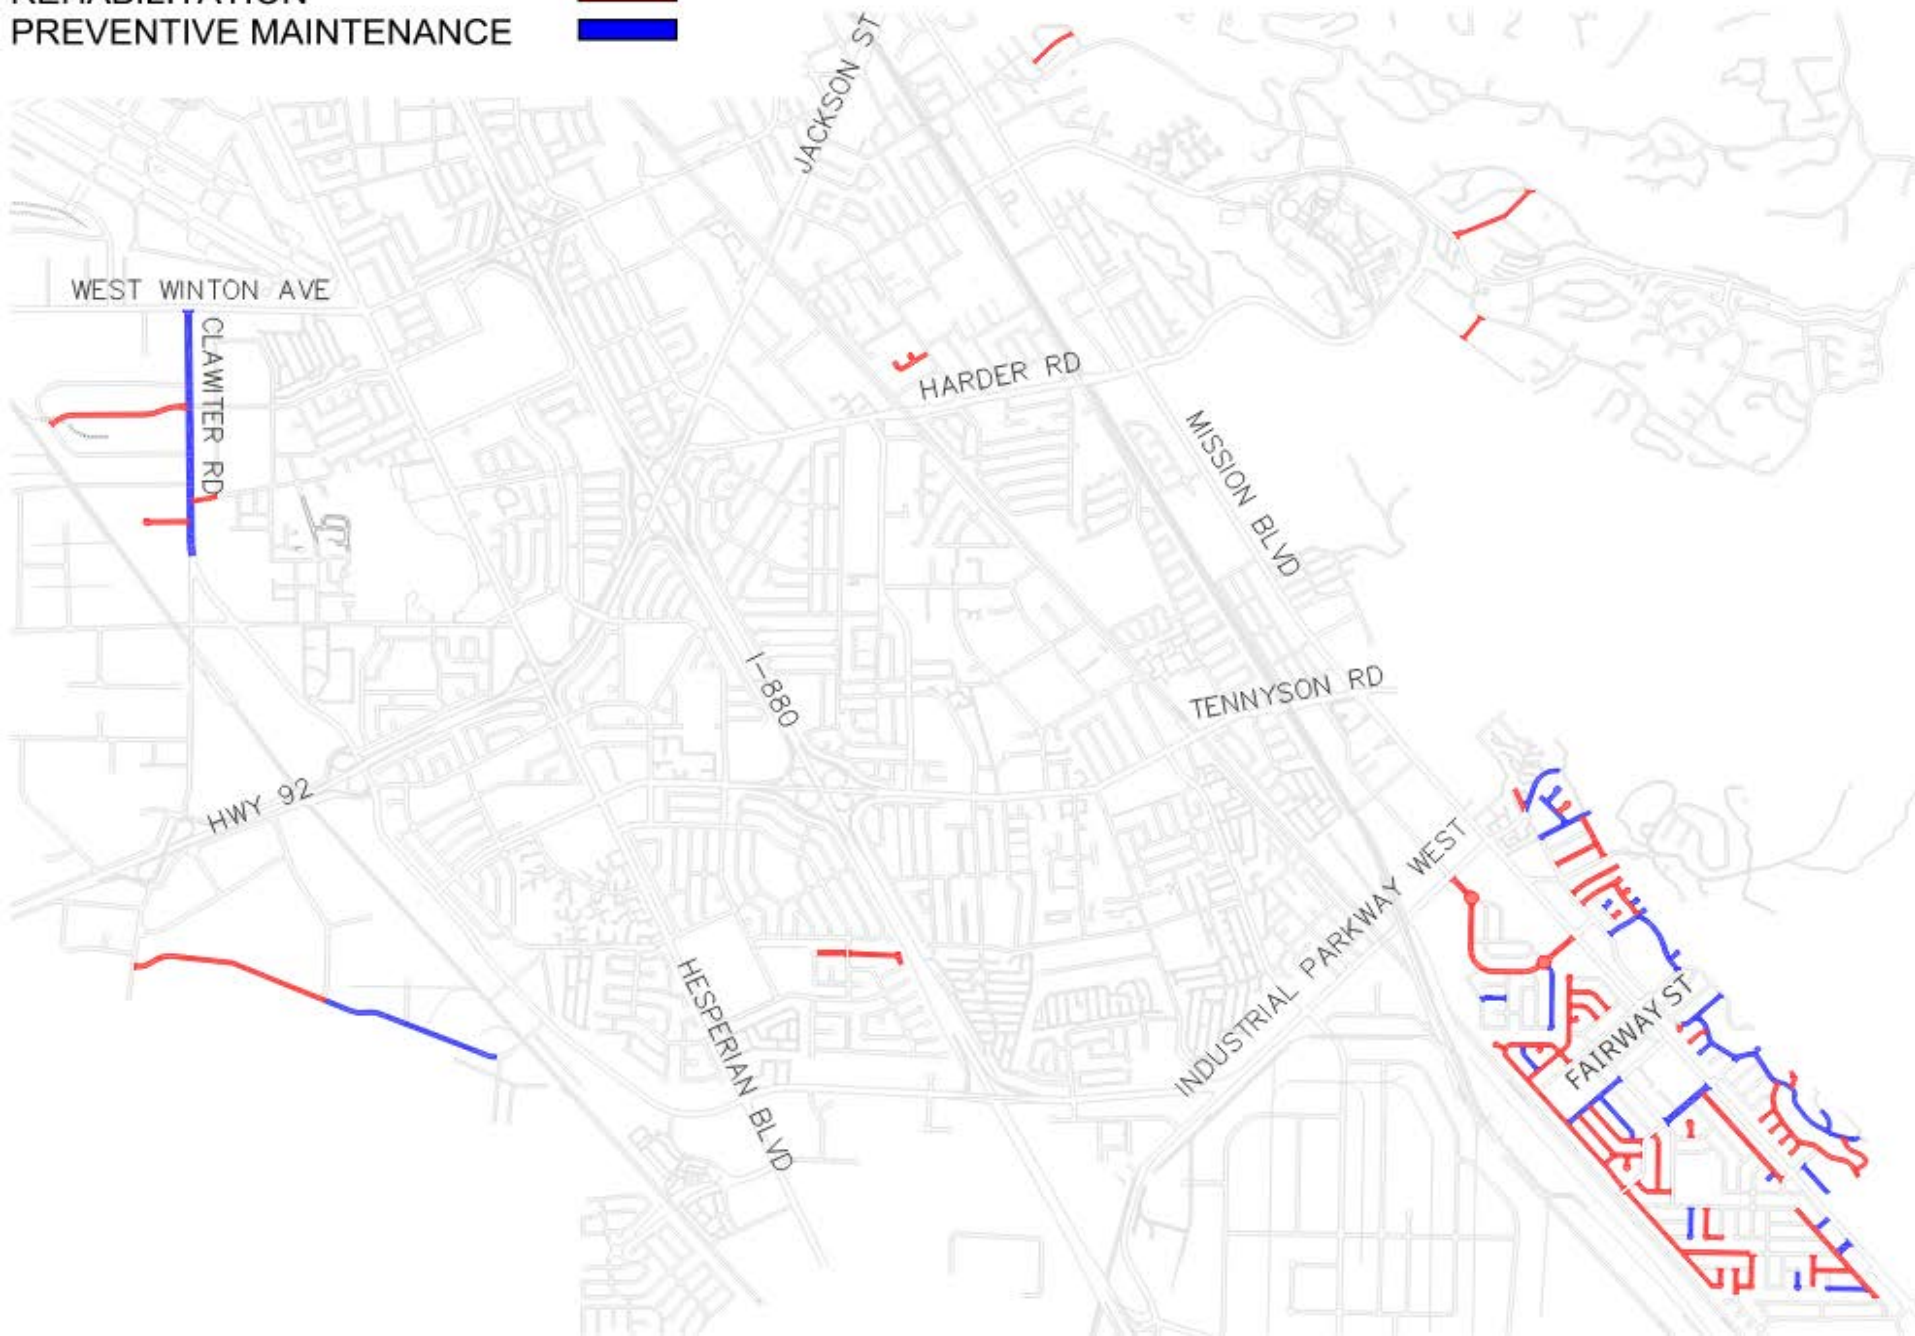 REHABILITATION
PREVENTIVE MAINTENANCE
JACKSON ST
WEST WINTON AVE
CLAWITER RD
HARDER RD
MISSION BLVD
I-880
TENNYSON RD
HWY 92
INDUSTRIAL PARKWAY WEST
HESPERIAN BLVD
FAIRWAY ST